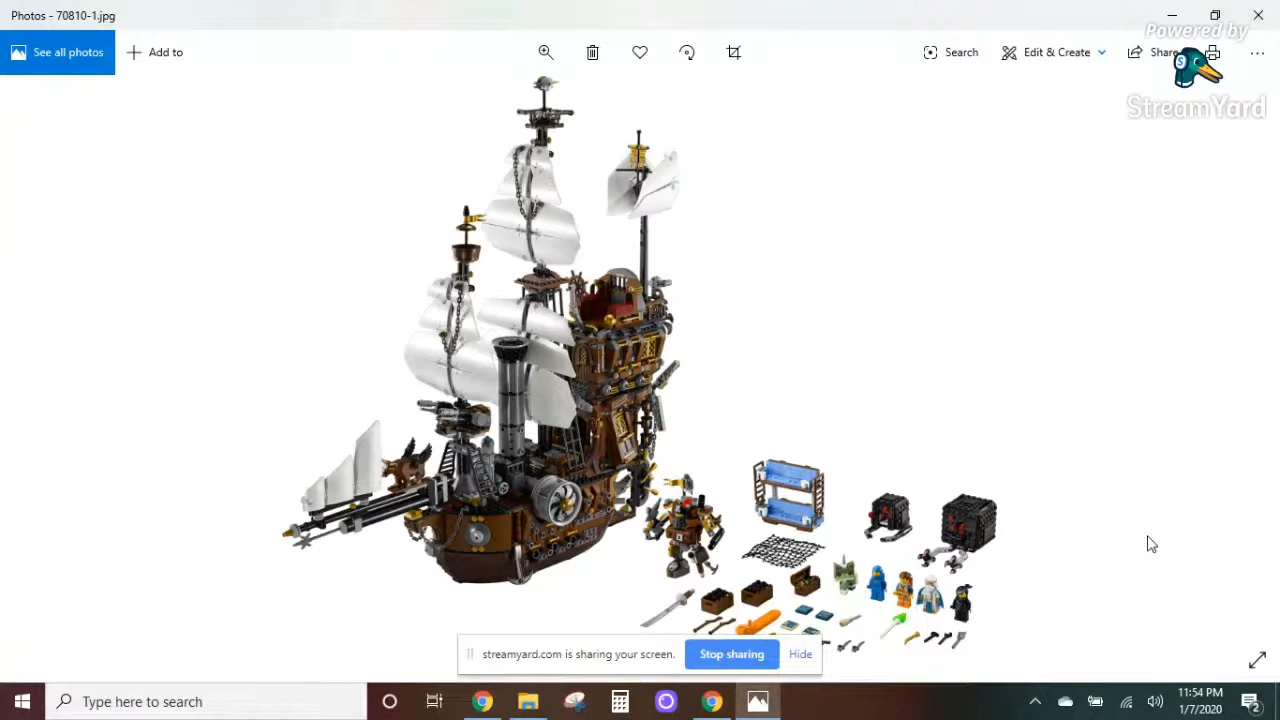 Photos - 70810-1.jpg
Powered by
See all photos
Add to
Search
Edit & Create
Share
StreamYard
streamyard.com is sharing your screen.
Stop sharing
Hide
Type here to search
11:54 PM
1/7/2020
2